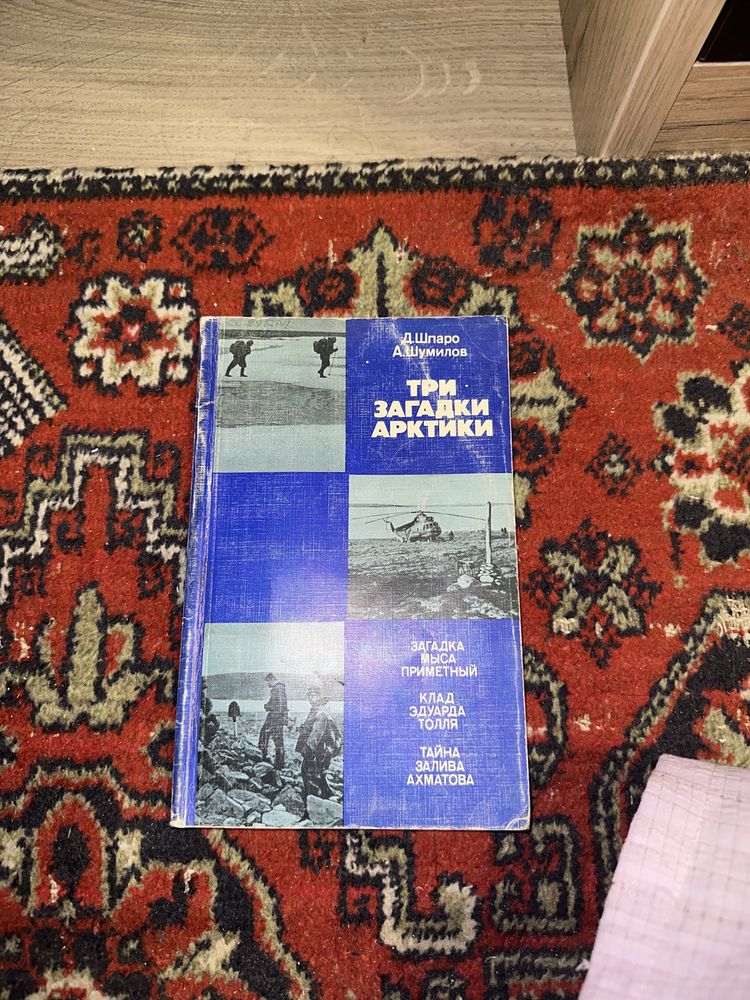 Д.Шпаро
А.Шумилов
ТРИ
ЗАГАДКИ
АРКТИКИ
ЗАГАДКА
МЫСА
ПРИМЕТНЫЙ
КЛАД
ЭДУАРДА
ТОЛЛЯ
ТАЙНА
ЗАЛИВА
АХМАТОВА